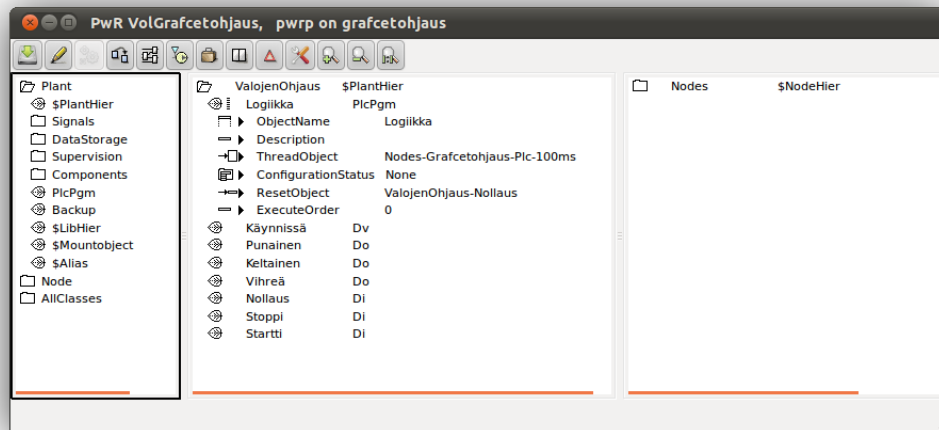 PwR VolGrafcetohjaus, pwrp on grafcetohjaus
Plant
$PlantHier
Signals
DataStorage
Supervision
Components
PlcPgm
Backup
$LibHier
$Mountobject
$Alias
Node
AllClasses
ValojenOhjaus $PlantHier
Logiikka PlcPgm
ObjectName Logiikka
Description
ThreadObject Nodes-Grafcetohjaus-Plc-100ms
ConfigurationStatus None
ResetObject ValojenOhjaus-Nollaus
ExecuteOrder 0
Käynnissä Dv
Punainen Do
Keltainen Do
Vihreä Do
Nollaus Di
Stoppi Di
Startti Di
Nodes $NodeHier